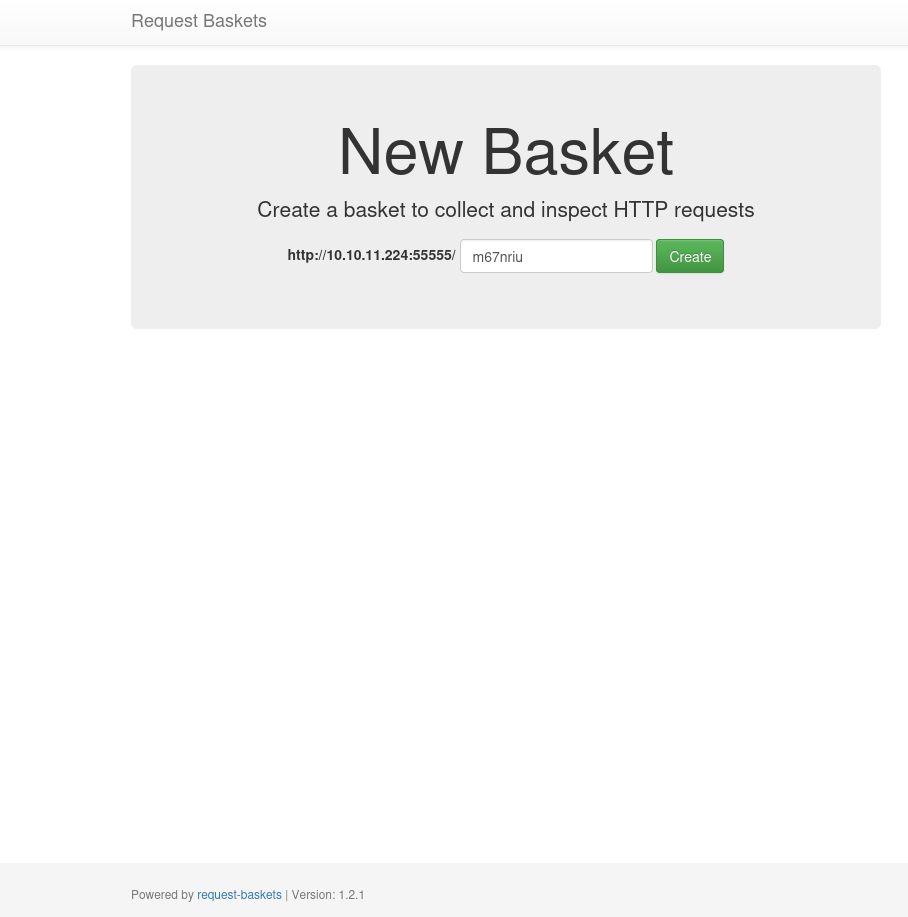 Request Baskets
New Basket
Create a basket to collect and inspect HTTP requests
http://10.10.11.224:55555/ m67nriu Create
Powered by request-baskets | Version: 1.2.1